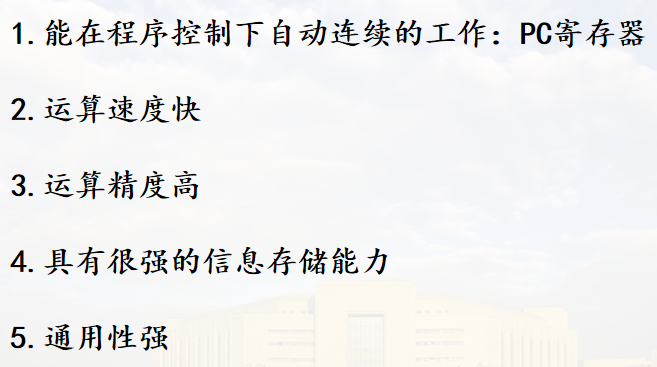 1.能在程序控制下自动连续的工作：PC寄存器
2.运算速度快
3.运算精度高
4.具有很强的信息存储能力
5.通用性强